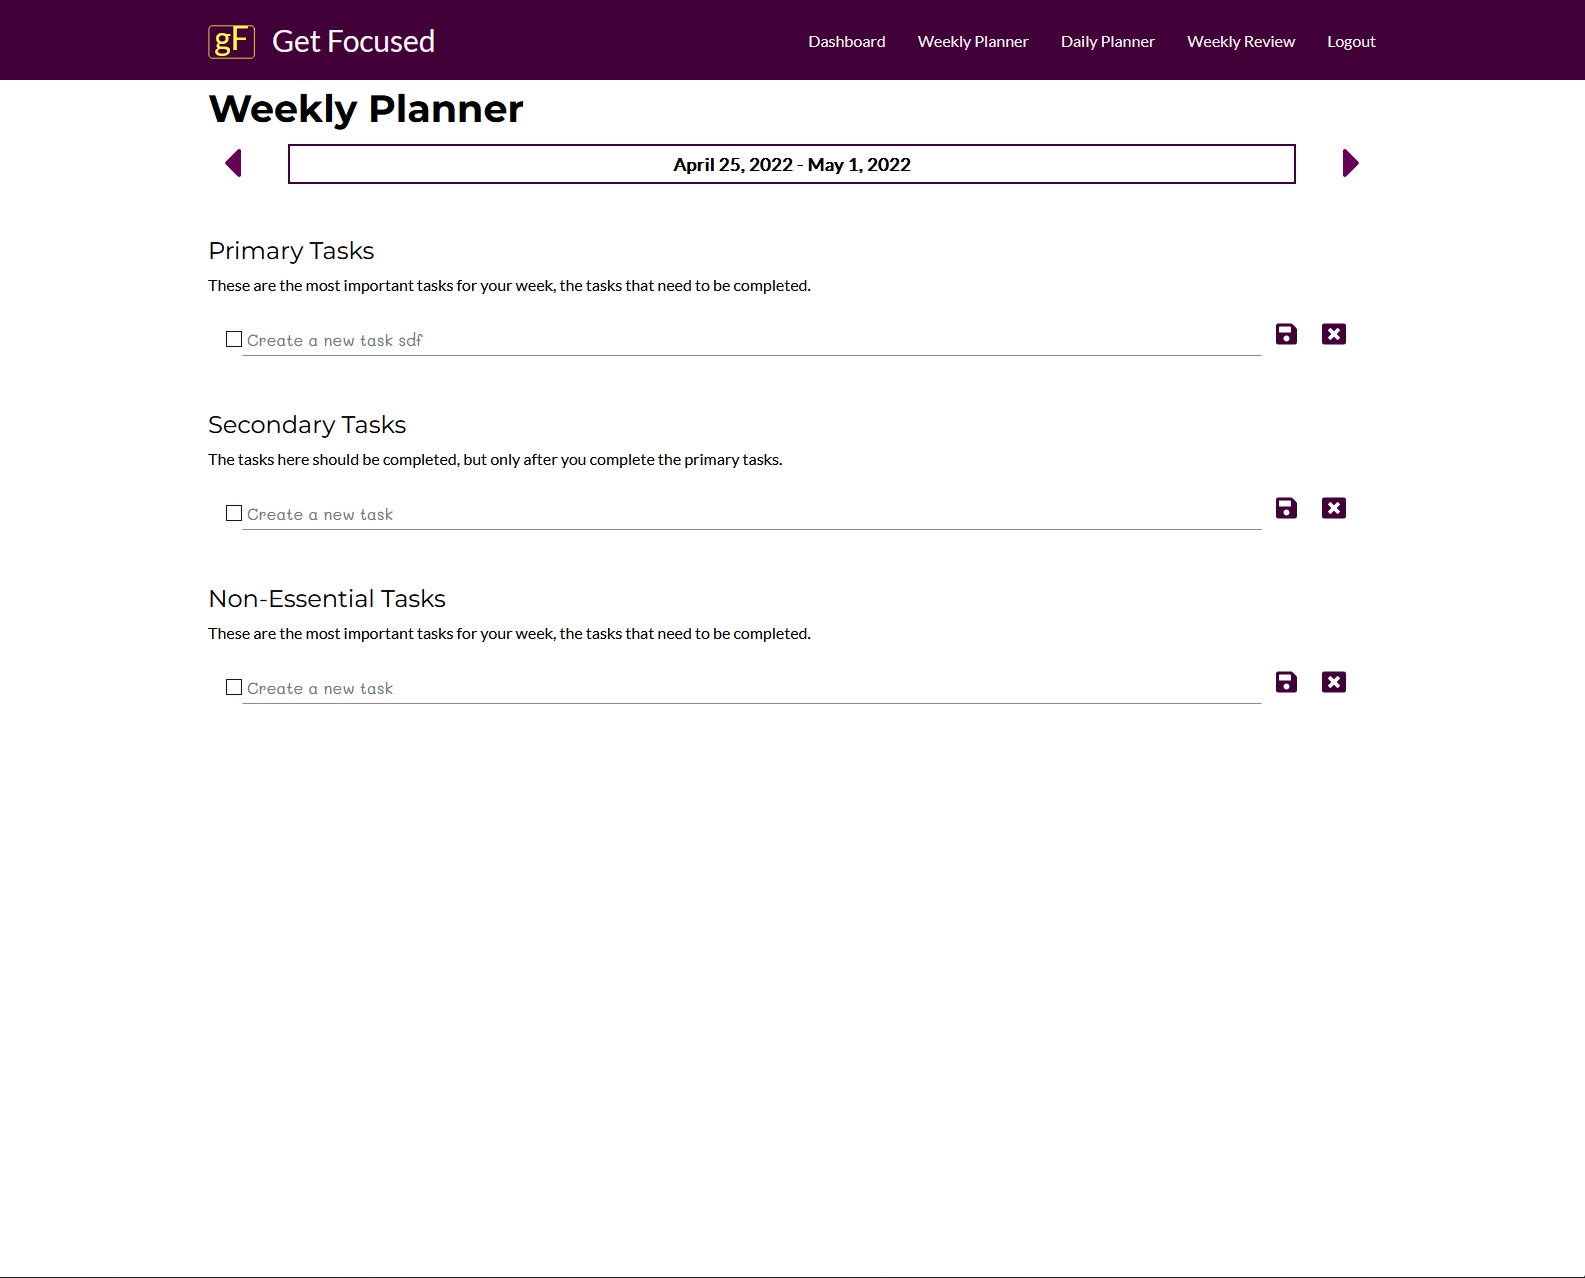 gF Get Focused Dashboard Weekly Planner Daily Planner Weekly Review Logout
Weekly Planner
April 25, 2022 - May 1, 2022
Primary Tasks
These are the most important tasks for your week, the tasks that need to be completed.
Create a new task sdf
Secondary Tasks
The tasks here should be completed, but only after you complete the primary tasks.
Create a new task
Non-Essential Tasks
These are the most important tasks for your week, the tasks that need to be completed.
Create a new task